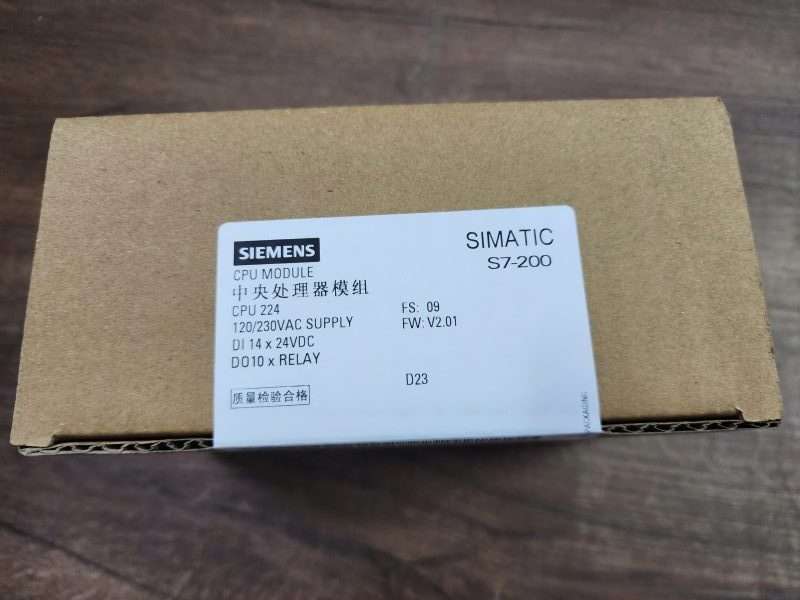 SIEMENS
CPU MODULE
中央处理器模组
CPU 224
120/230VAC SUPPLY
DI 14 x 24VDC
DO10 x RELAY
质量检验合格
SIMATIC
S7-200
FS: 09
FW: V2.01
D23
PACKAGING